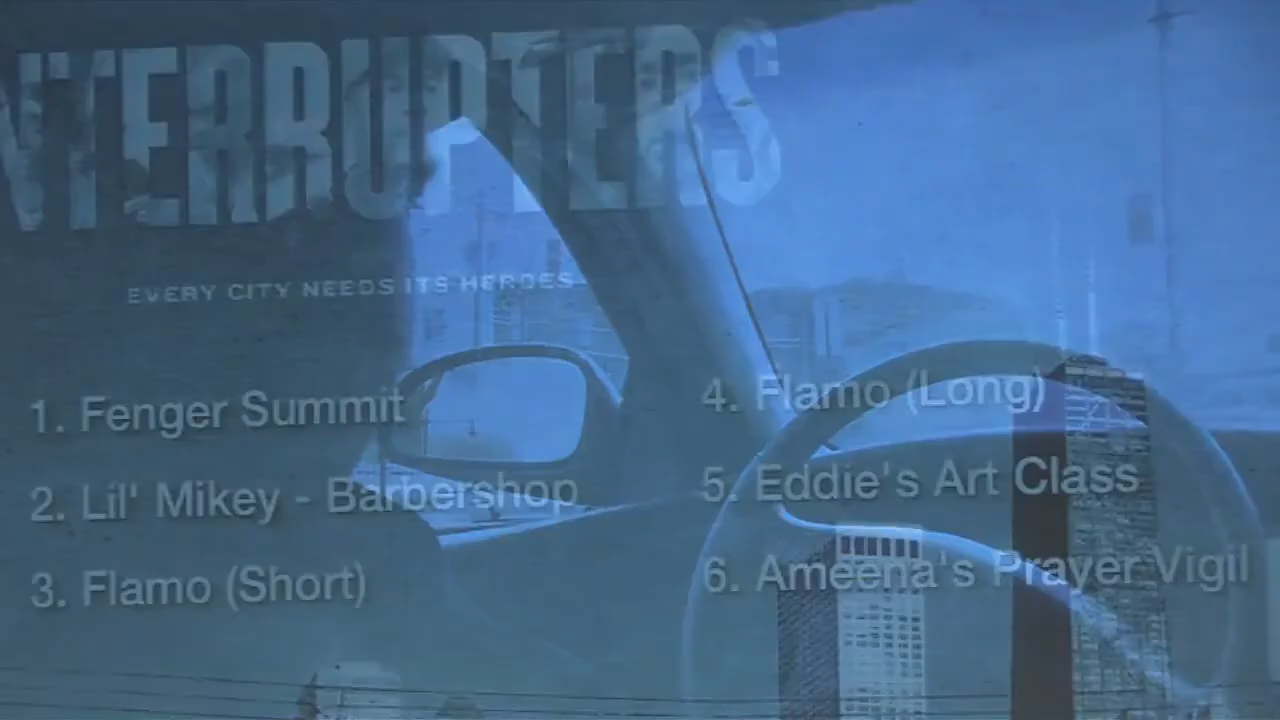 NTERRUPTERS
EVERY CITY NEEDS ITS HEROES
1. Fenger Summit
2. Lil' Mikey - Barbershop
3. Flamo (Short)
4. Flamo (Long)
5. Eddie's Art Class
6. Ameena's Prayer Vigil